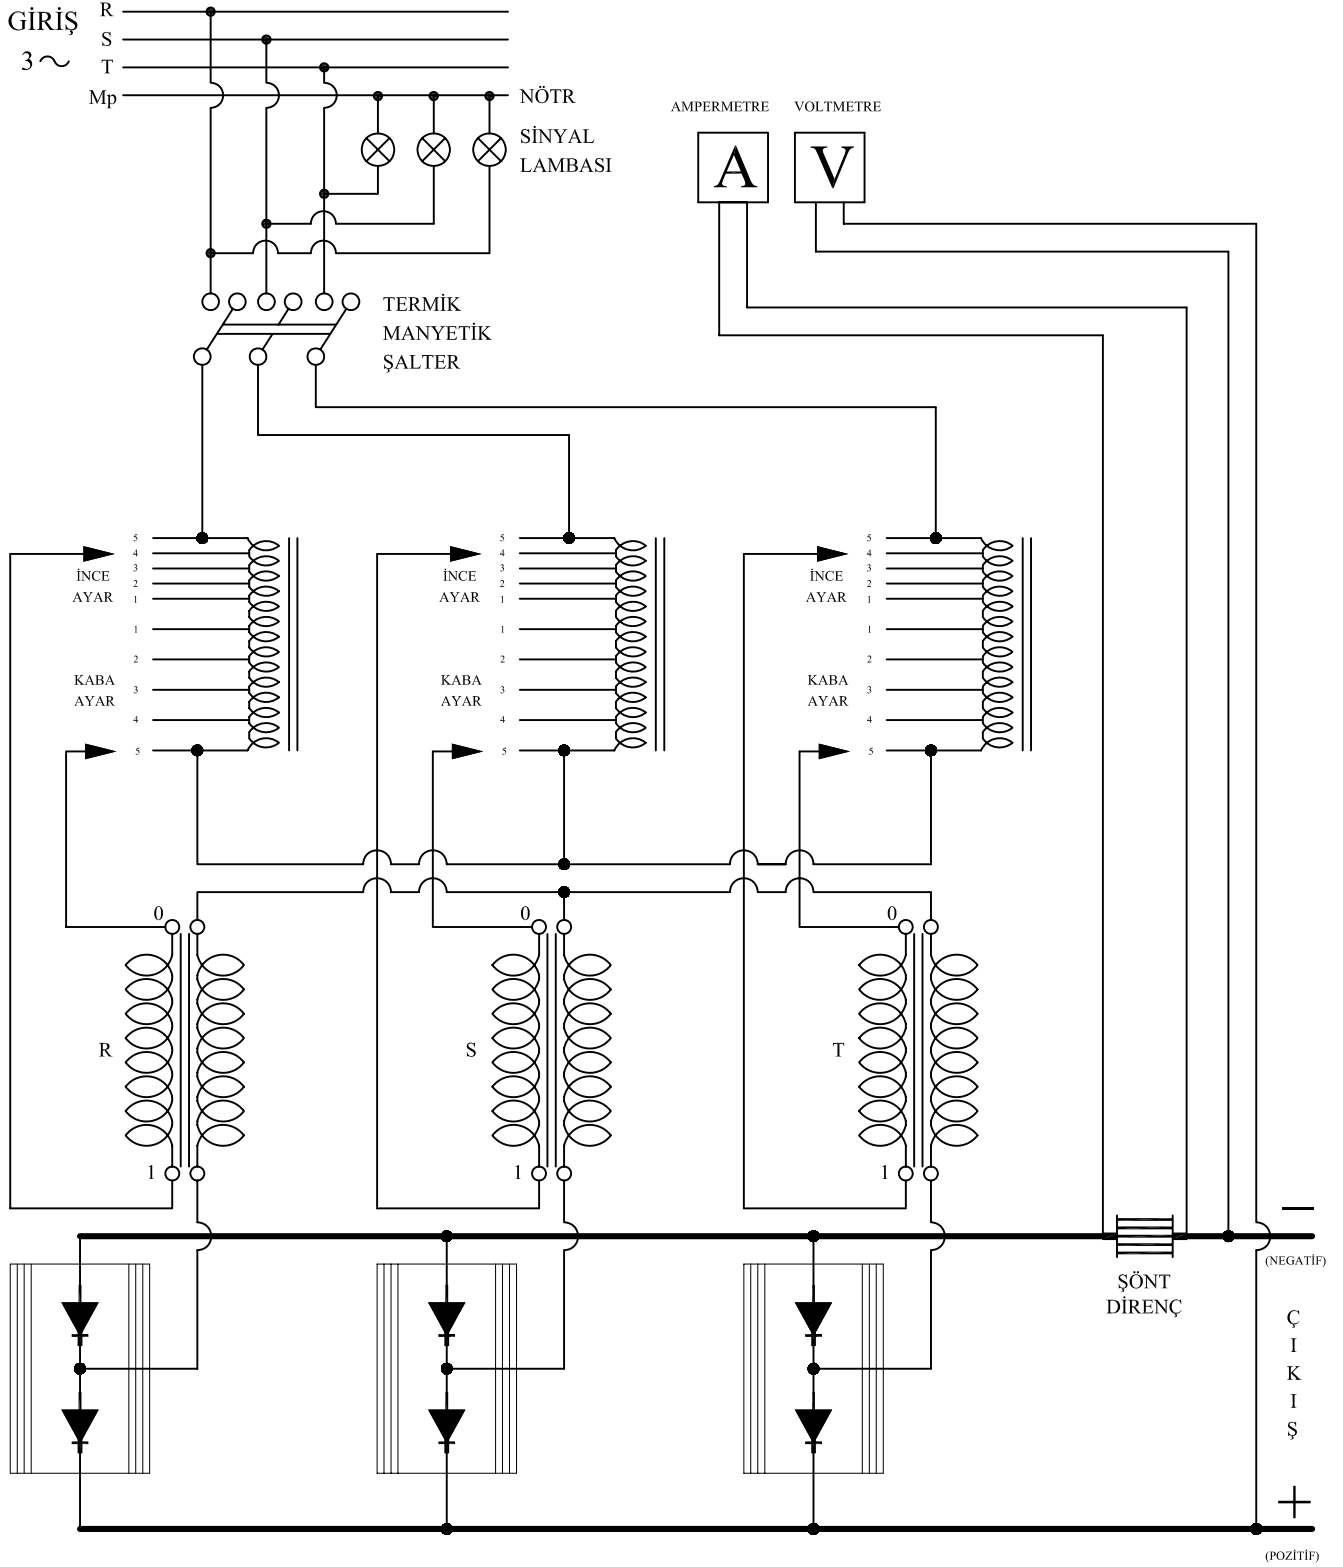 GİRİŞ
3
R
S
T
Mp
NÖTR
SİNYAL
LAMBASI
AMPERMETRE
VOLTMETRE
A
V
TERMİK
MANYETİK
ŞALTER
5
4
3
2
1
İNCE
AYAR
1
2
3
4
5
KABA
AYAR
5
4
3
2
1
İNCE
AYAR
1
2
3
4
5
KABA
AYAR
5
4
3
2
1
İNCE
AYAR
1
2
3
4
5
KABA
AYAR
0
R
1
0
S
1
0
T
1
ŞÖNT
DİRENÇ
(NEGATİF)
ÇIKIŞ
+
(POZİTİF)